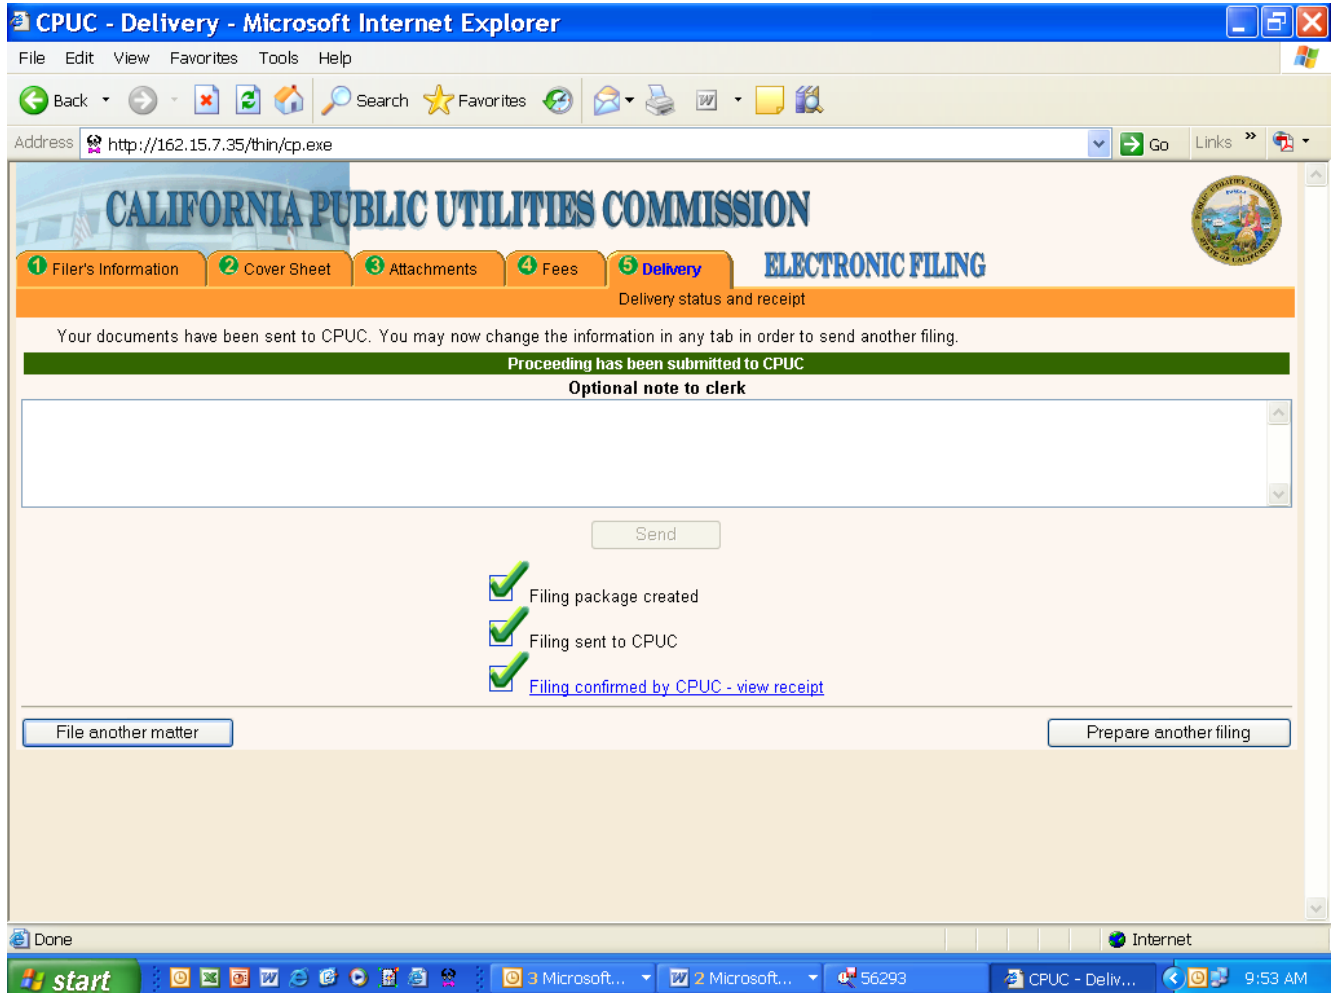 CPUC - Delivery - Microsoft Internet Explorer
File Edit View Favorites Tools Help
Back Search Favorites
Address http://162.15.7.35/thin/cp.exe Go Links »
CALIFORNIA PUBLIC UTILITIES COMMISSION
1 Filer's Information 2 Cover Sheet 3 Attachments 4 Fees 5 Delivery ELECTRONIC FILING
Delivery status and receipt
Your documents have been sent to CPUC. You may now change the information in any tab in order to send another filing.
Proceeding has been submitted to CPUC
Optional note to clerk
Send
Filing package created
Filing sent to CPUC
Filing confirmed by CPUC - view receipt
File another matter Prepare another filing
Done Internet
start 3 Microsoft... 2 Microsoft... 56293 CPUC - Deliv... 9:53 AM